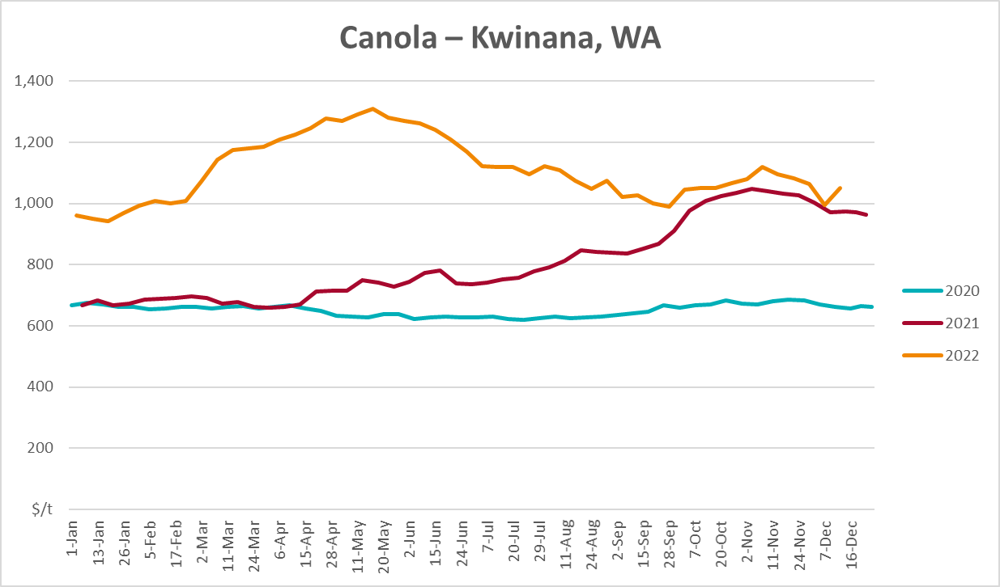 Canola – Kwinana, WA
1,400
1,200
1,000
800
600
400
200
$/t
1-Jan
13-Jan
26-Jan
5-Feb
17-Feb
2-Mar
11-Mar
24-Mar
6-Apr
15-Apr
28-Apr
11-May
20-May
2-Jun
15-Jun
24-Jun
7-Jul
20-Jul
29-Jul
11-Aug
24-Aug
2-Sep
15-Sep
28-Sep
7-Oct
20-Oct
2-Nov
11-Nov
24-Nov
7-Dec
16-Dec
2020
2021
2022